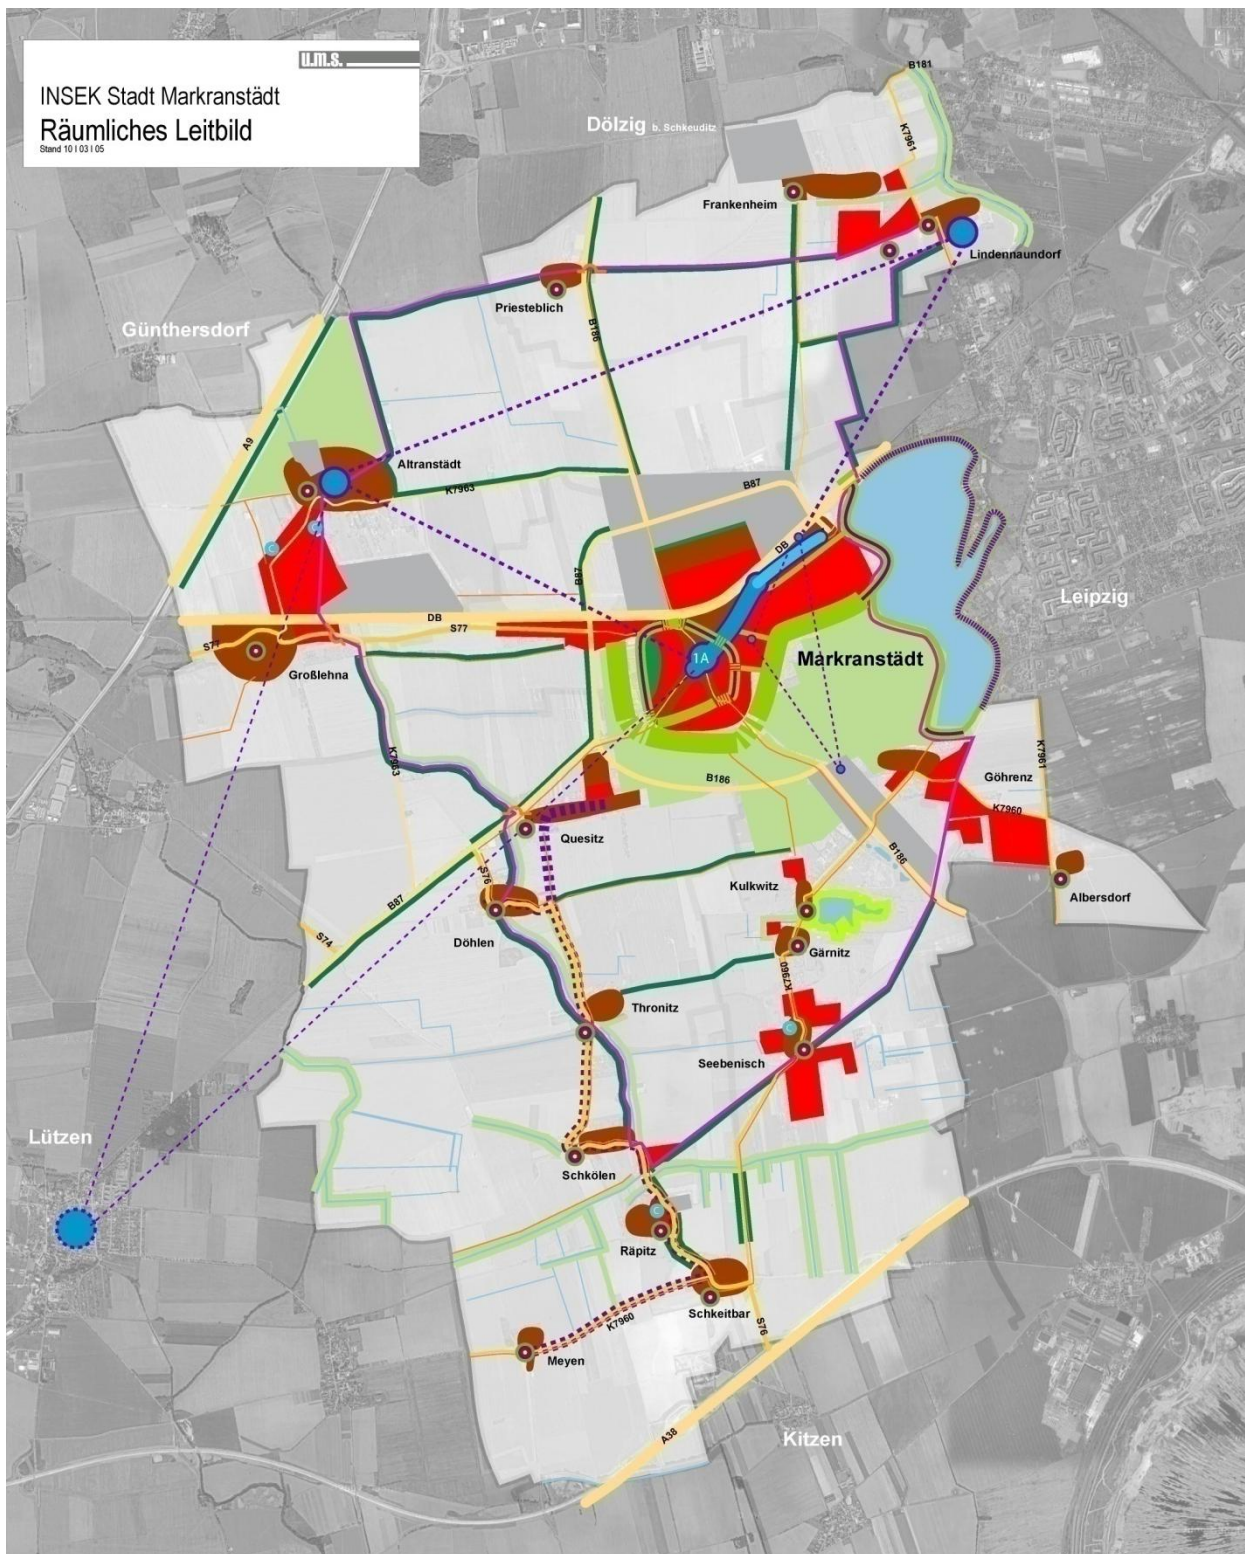 u.m.s.
INSEK Stadt Markranstädt
Räumliches Leitbild
Stand 10 I 03 I 05
B181
Dölzig b. Schkeuditz
K7961
Frankenheim
Lindennaundorf
Priesteblich
Günthersdorf
B186
A9
Altranstädt
K7963
B87
DB
B87
Leipzig
DB
S77
S77
1A
Markranstädt
Großlehna
K7963
B186
Göhrenz
K7961
K7960
Quesitz
B186
S76
Kulkwitz
Albersdorf
B87
S74
Döhlen
Gärnitz
K7960
Thronitz
C
C
C
Seebenisch
Lützen
Schkölen
C
Räpitz
Schkeitbar
K7960
S76
Meyen
A38
Kitzen